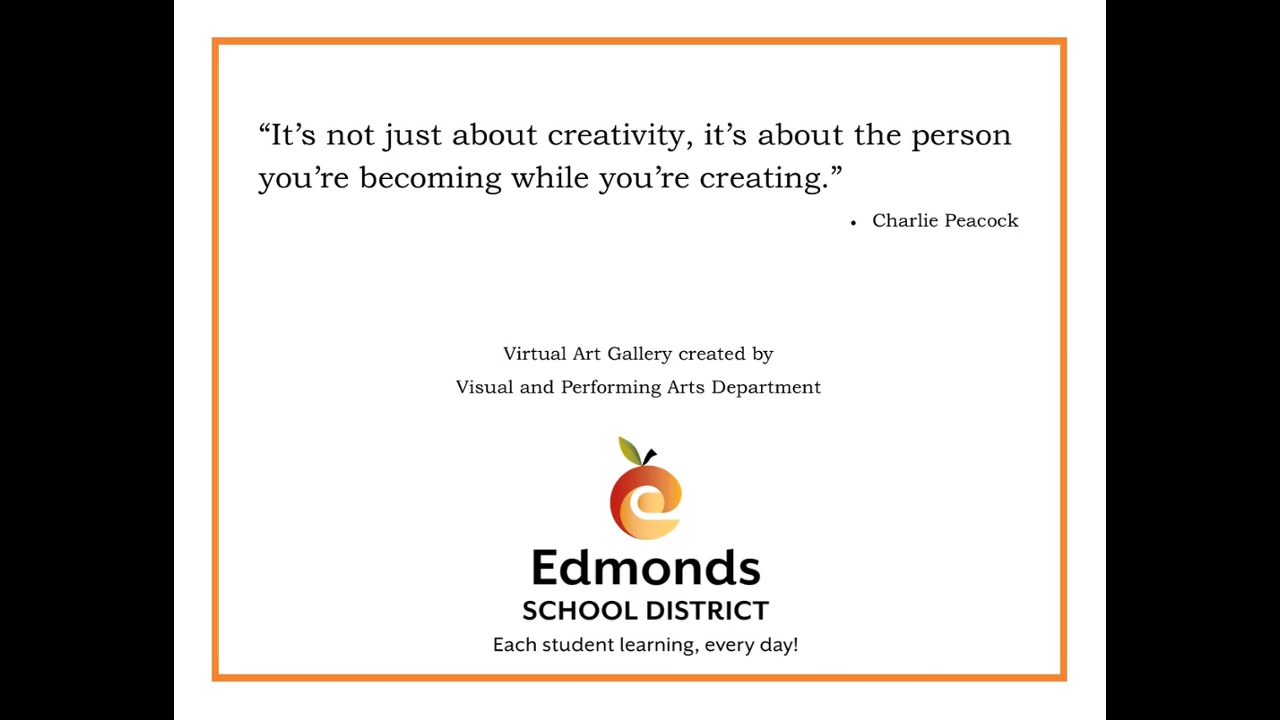 “It’s not just about creativity, it’s about the person
you’re becoming while you’re creating.”
• Charlie Peacock
Virtual Art Gallery created by
Visual and Performing Arts Department
Edmonds
SCHOOL DISTRICT
Each student learning, every day!